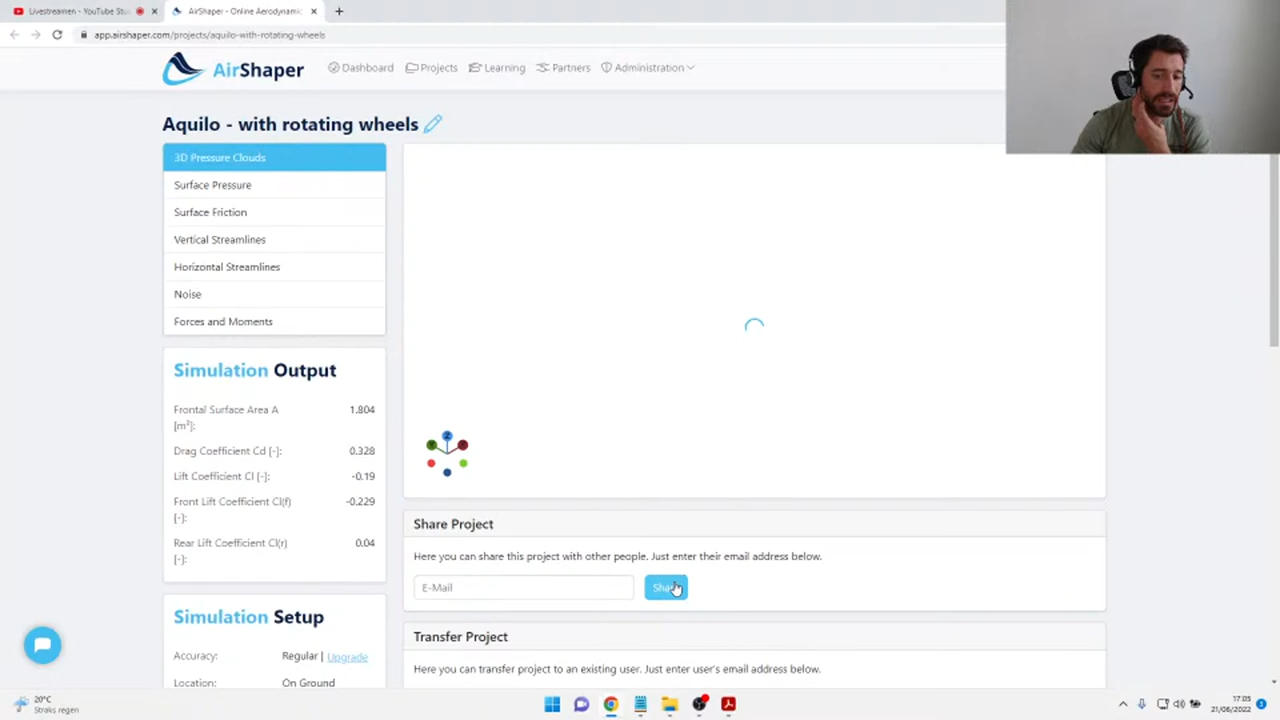 Livestreamen - YouTube Stu
AirShaper - Online Aerodynamic
app.airshaper.com/projects/aquilo-with-rotating-wheels
AirShaper
Dashboard
Projects
Learning
Partners
Administration
Aquilo - with rotating wheels
3D Pressure Clouds
Surface Pressure
Surface Friction
Vertical Streamlines
Horizontal Streamlines
Noise
Forces and Moments
Simulation Output
Frontal Surface Area A
[m²]:
1.804
Drag Coefficient Cd [-]: 0.328
Lift Coefficient Cl [-]: -0.19
Front Lift Coefficient Cl(f)
[-]:
-0.229
Rear Lift Coefficient Cl(r)
[-]:
0.04
Simulation Setup
Accuracy: Regular | Upgrade
Location: On Ground
Z
Share Project
Here you can share this project with other people. Just enter their email address below.
E-Mail
Transfer Project
Here you can transfer project to an existing user. Just enter user's email address below.
20°C
Straks regen
17:05
21/06/2022